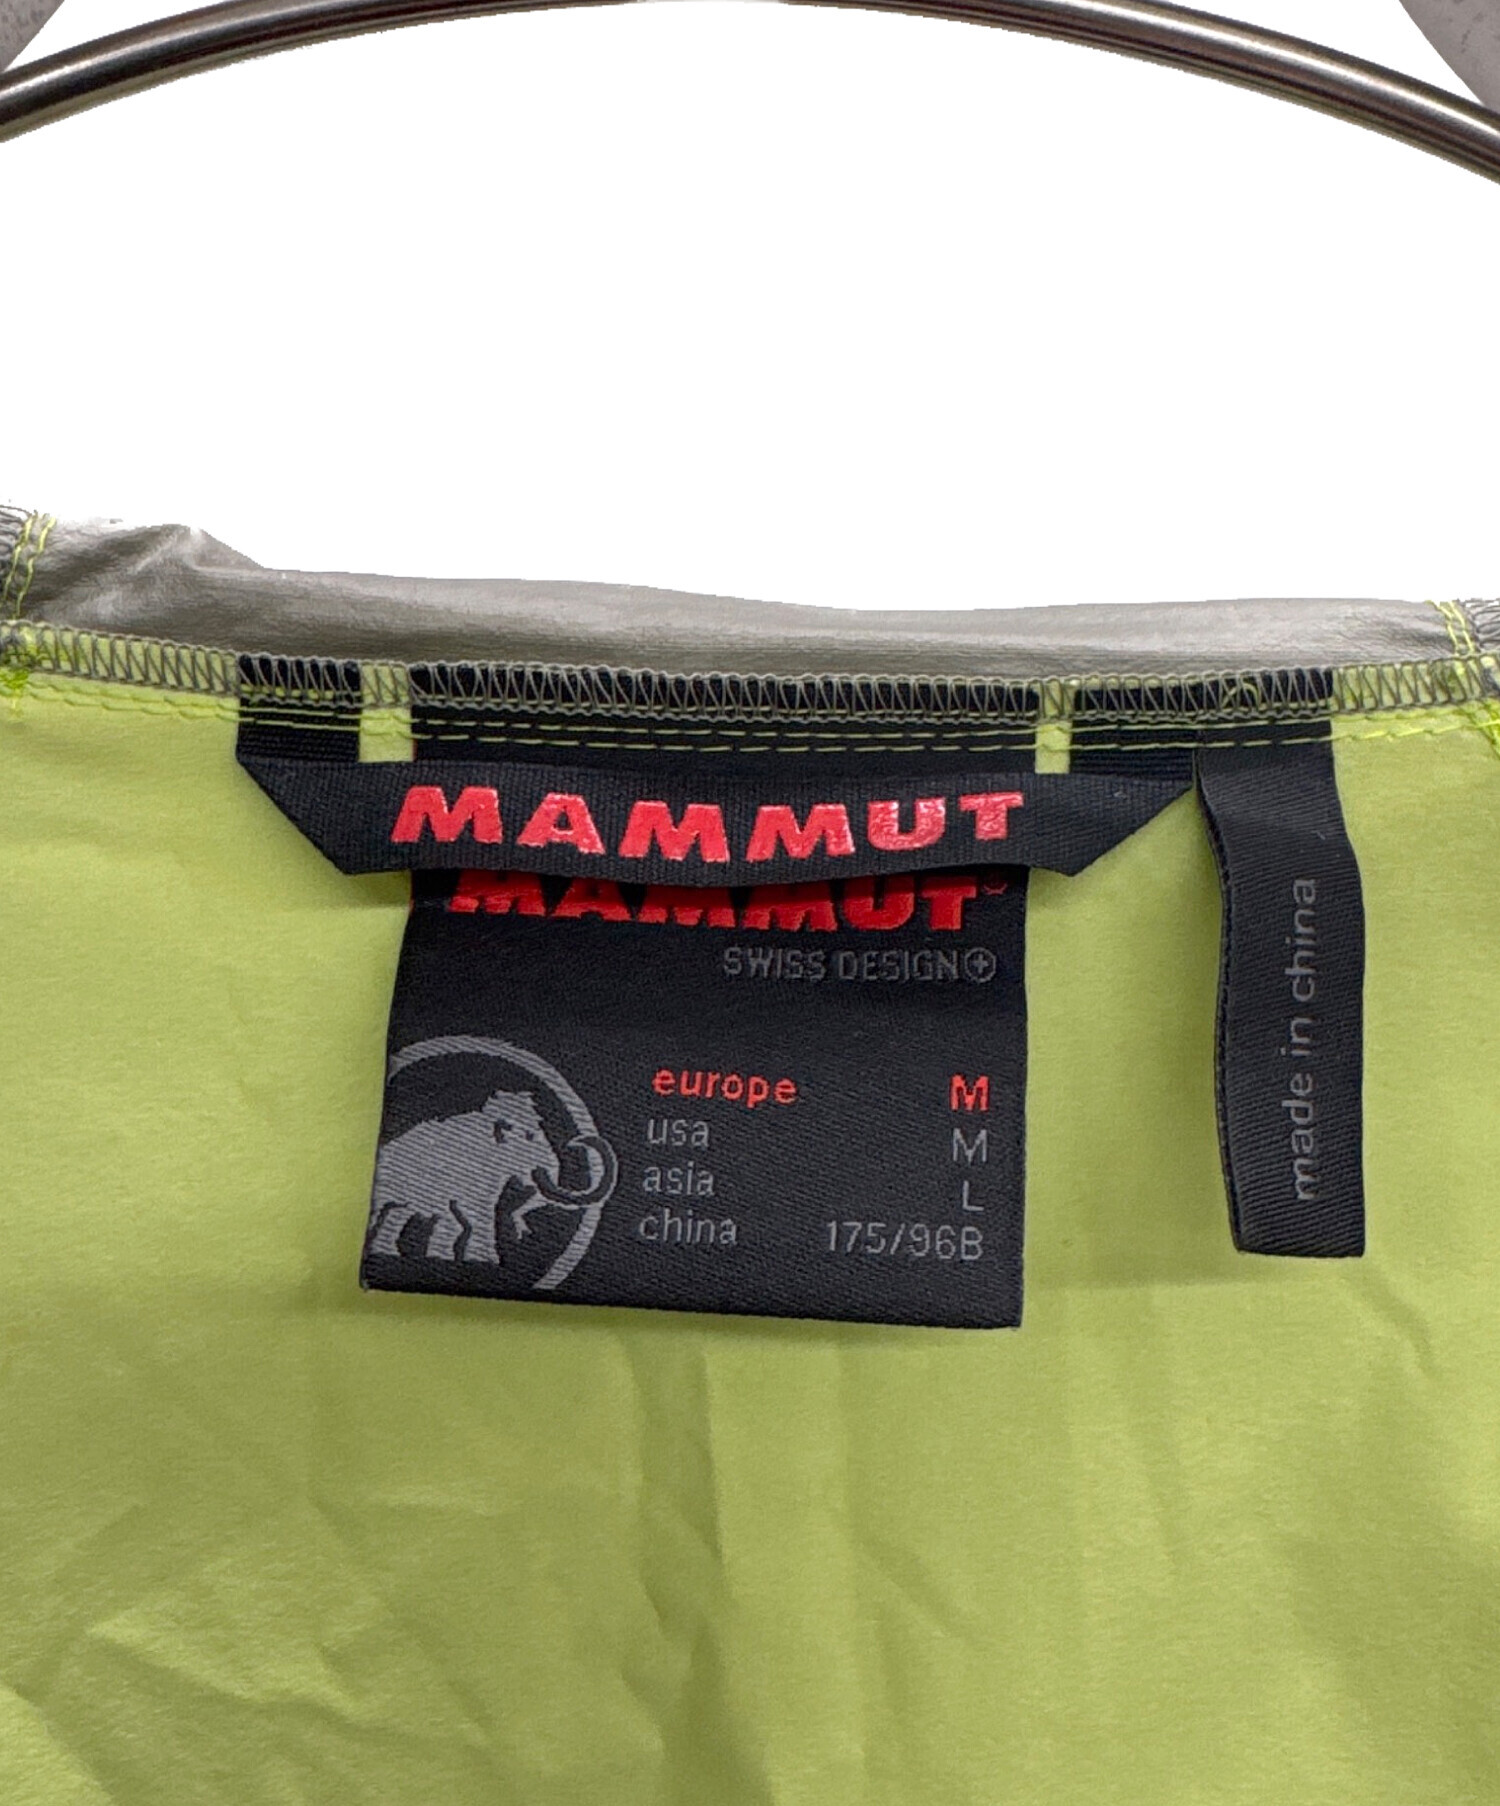 MAMMUT
MAMMUT
SWISS DESIGN
europe M
usa M
asia L
china 175/96B
made in china